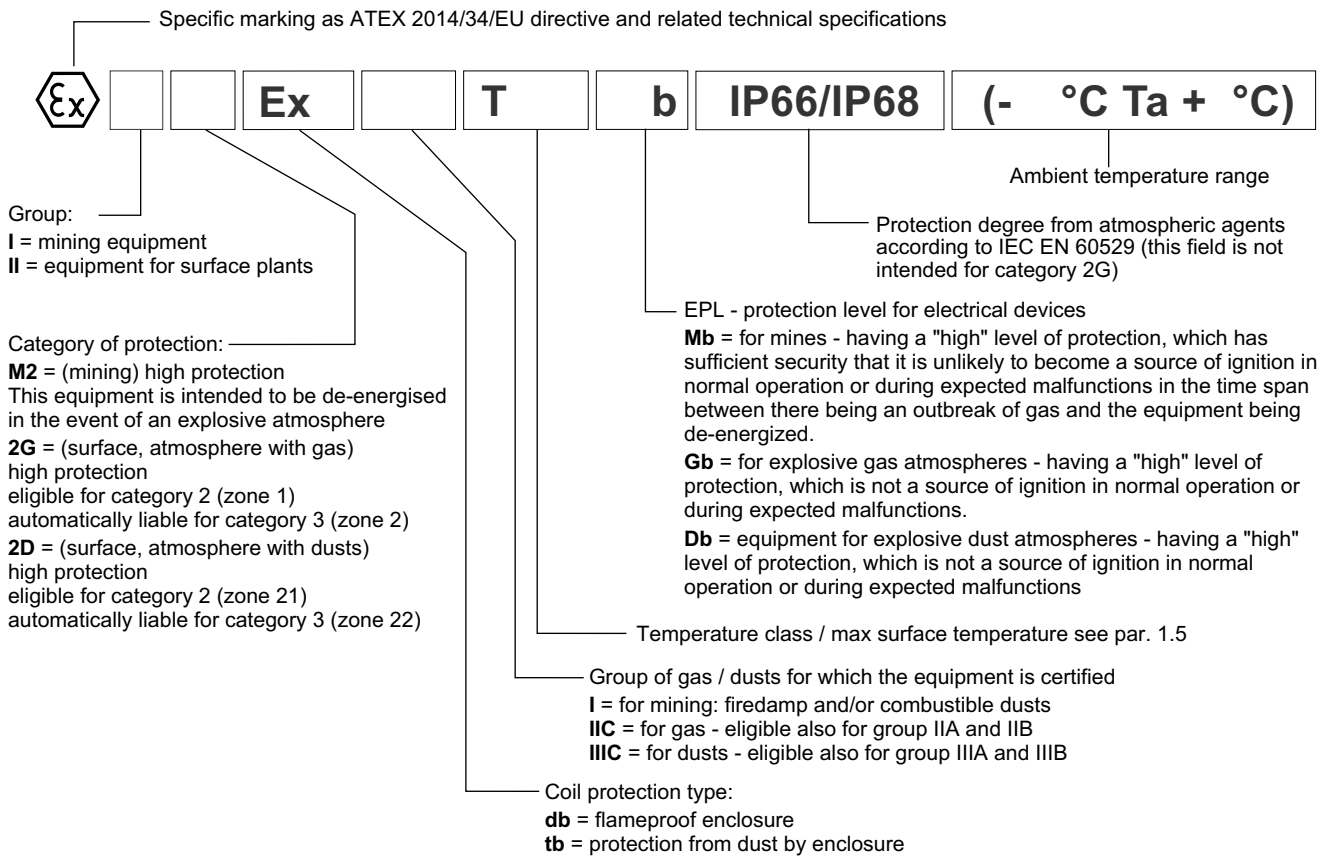 Specific marking as ATEX 2014/34/EU directive and related technical specifications
Ex Ex T b IP66/IP68 (- °C Ta + °C)
Ambient temperature range
Group:
I = mining equipment
II = equipment for surface plants
Protection degree from atmospheric agents
according to IEC EN 60529 (this field is not
intended for category 2G)
Category of protection:
M2 = (mining) high protection
This equipment is intended to be de-energised
in the event of an explosive atmosphere
2G = (surface, atmosphere with gas)
high protection
eligible for category 2 (zone 1)
automatically liable for category 3 (zone 2)
2D = (surface, atmosphere with dusts)
high protection
eligible for category 2 (zone 21)
automatically liable for category 3 (zone 22)
EPL - protection level for electrical devices
Mb = for mines - having a "high" level of protection, which has
sufficient security that it is unlikely to become a source of ignition in
normal operation or during expected malfunctions in the time span
between there being an outbreak of gas and the equipment being
de-energized.
Gb = for explosive gas atmospheres - having a "high" level of
protection, which is not a source of ignition in normal operation or
during expected malfunctions.
Db = equipment for explosive dust atmospheres - having a "high"
level of protection, which is not a source of ignition in normal
operation or during expected malfunctions
Temperature class / max surface temperature see par. 1.5
Group of gas / dusts for which the equipment is certified
I = for mining: firedamp and/or combustible dusts
IIC = for gas - eligible also for group IIA and IIB
IIIC = for dusts - eligible also for group IIIA and IIIB
Coil protection type:
db = flameproof enclosure
tb = protection from dust by enclosure